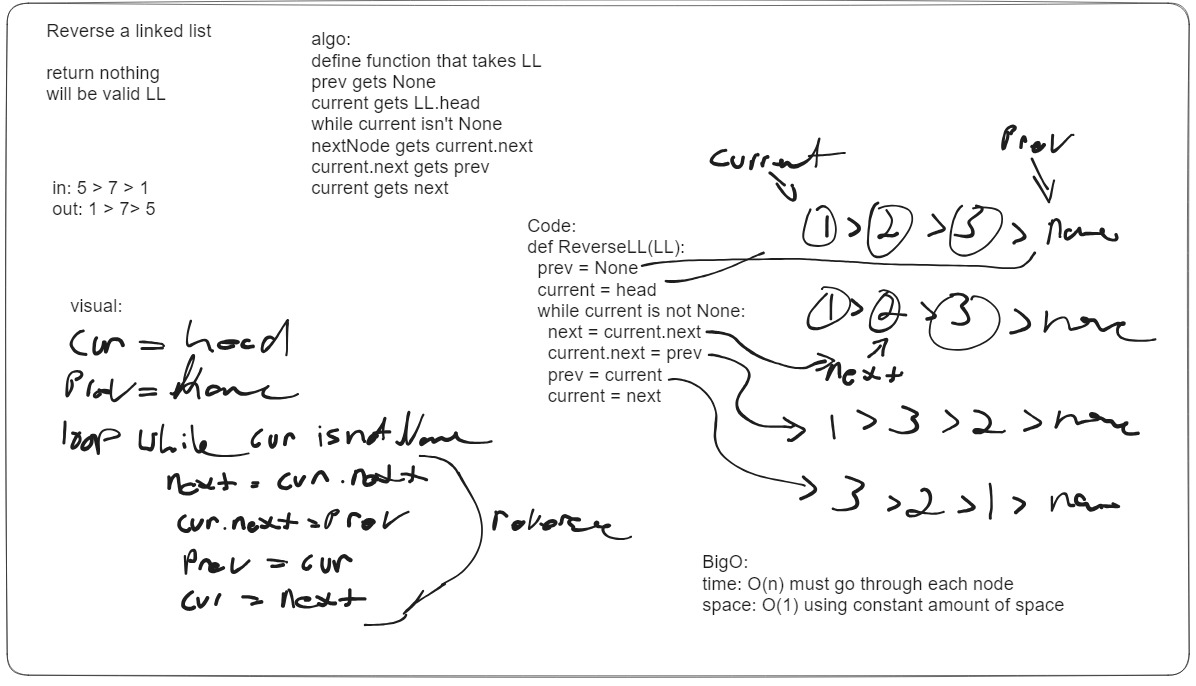 Reverse a linked list
return nothing
will be valid LL
in: 5 > 7 > 1
out: 1 > 7> 5
algo:
define function that takes LL
prev gets None
current gets LL.head
while current isn't None
nextNode gets current.next
current.next gets prev
current gets next
visual:
cur = head
Prev = None
loop while cur isnot None
next = cur.next
cur.next = Prev
Prev = cur
cur = next
reverse
Code:
def ReverseLL(LL):
prev = None
current = head
while current is not None:
next = current.next
current.next = prev
prev = current
current = next
current
Prev
1 > 2 > 3 > none
1 > 2 > 3 > none
next
> 1 > 3 > 2 > none
> 3 > 2 > 1 > none
BigO:
time: O(n) must go through each node
space: O(1) using constant amount of space